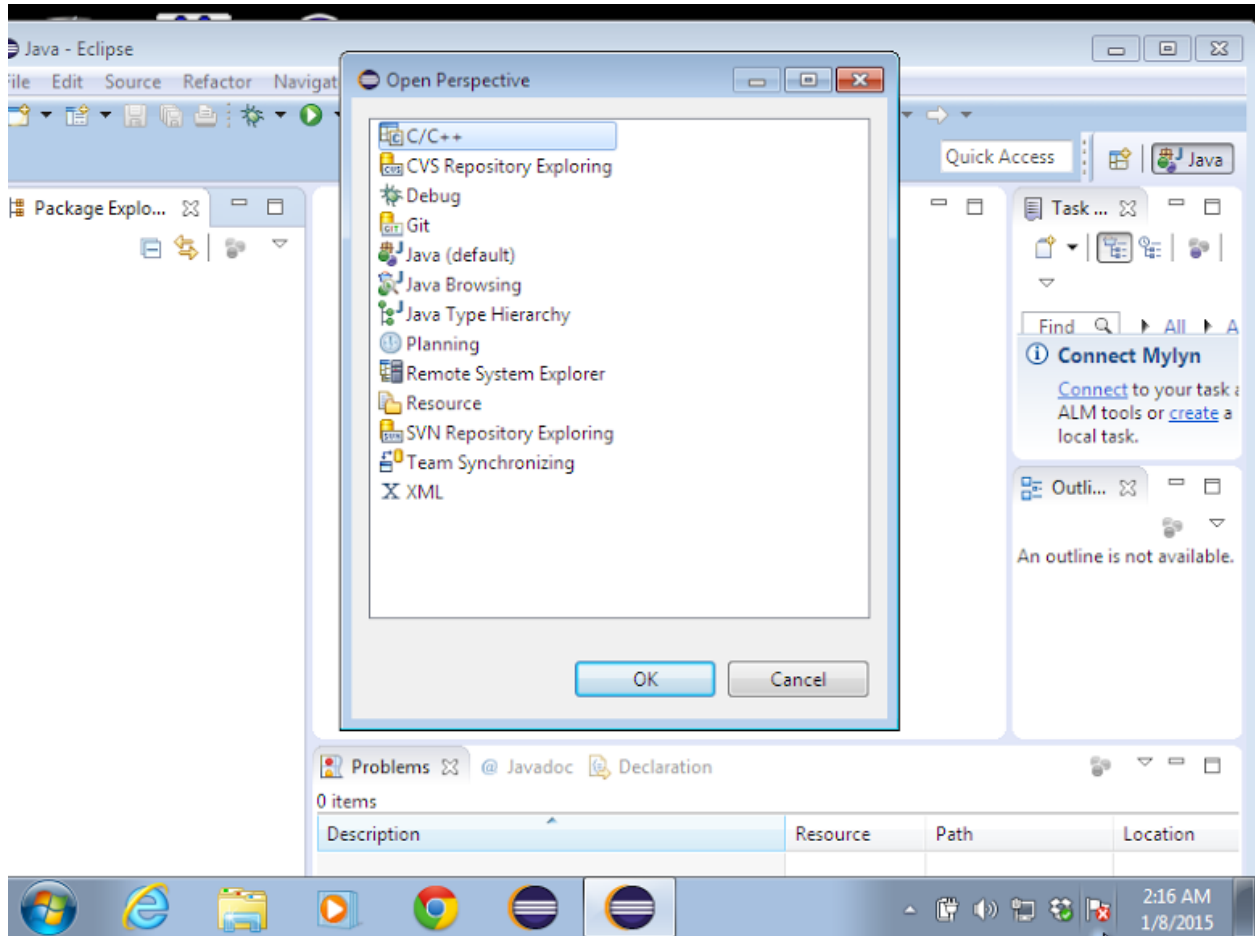 Java - Eclipse
File Edit Source Refactor Navigat
Open Perspective
C/C++
CVS Repository Exploring
Debug
Git
Java (default)
Java Browsing
Java Type Hierarchy
Planning
Remote System Explorer
Resource
SVN Repository Exploring
Team Synchronizing
X XML
OK Cancel
Quick Access Java
Package Explo...
Task ...
Find All A
Connect Mylyn
Connect to your task a
ALM tools or create a
local task.
Outli...
An outline is not available.
Problems @ Javadoc Declaration
0 items
Description Resource Path Location
2:16 AM
1/8/2015